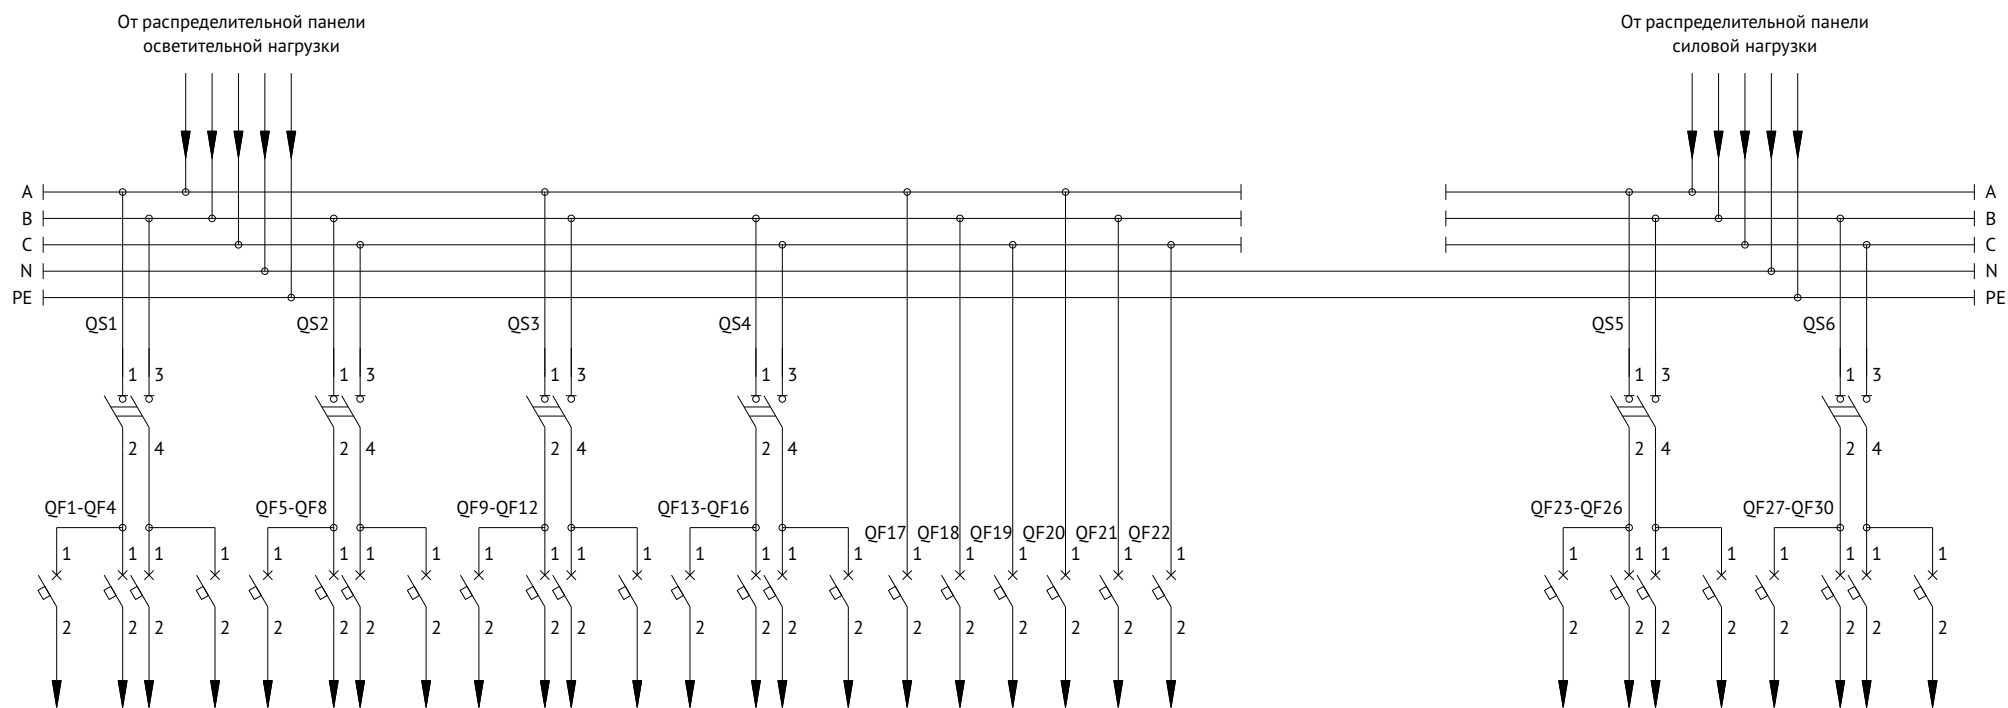 От распределительной панели
осветительной нагрузки
От распределительной панели
силовой нагрузки
A A
B B
C C
N N
PE PE
QS1 QS2 QS3 QS4 QS5 QS6
1 3 1 3 1 3 1 3 1 3 1 3
2 4 2 4 2 4 2 4 2 4 2 4
QF1-QF4 QF5-QF8 QF9-QF12 QF13-QF16 QF23-QF26 QF27-QF30
QF17 QF18 QF19 QF20 QF21 QF22
1 1 1 1 1 1 1 1 1 1 1 1 1 1 1 1 1 1 1 1 1 1 1 1 1 1 1 1 1 1
2 2 2 2 2 2 2 2 2 2 2 2 2 2 2 2 2 2 2 2 2 2 2 2 2 2 2 2 2 2